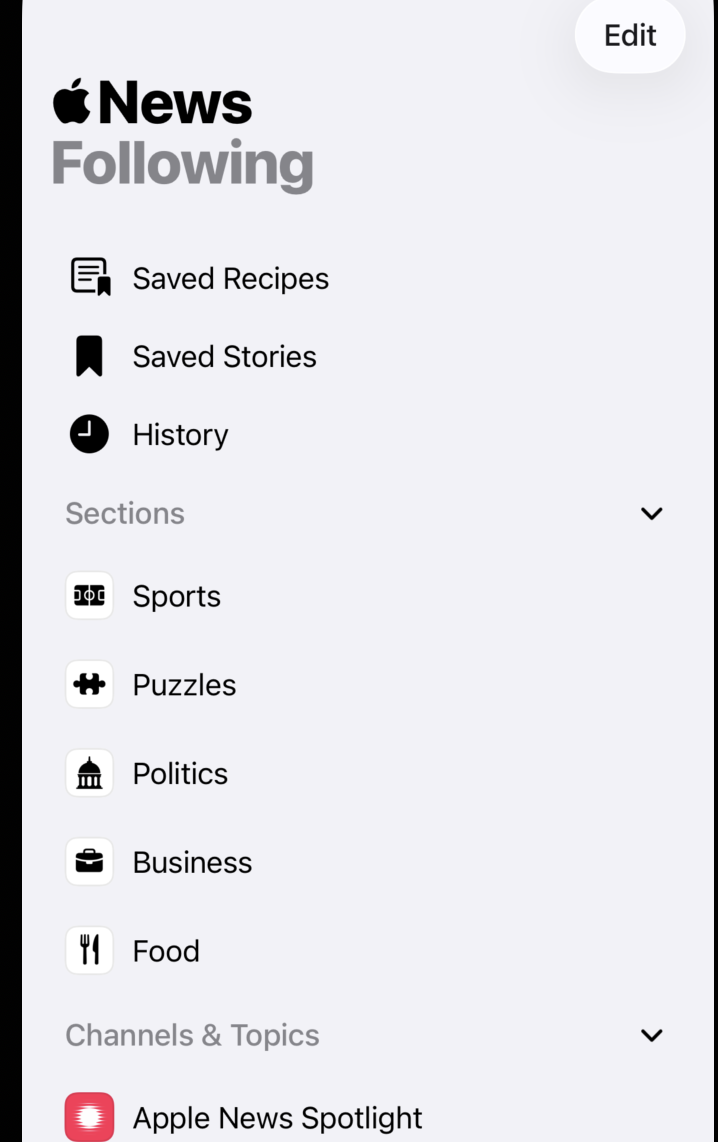 Edit
News
Following
Saved Recipes
Saved Stories
History
Sections
Sports
Puzzles
Politics
Business
Food
Channels & Topics
Apple News Spotlight